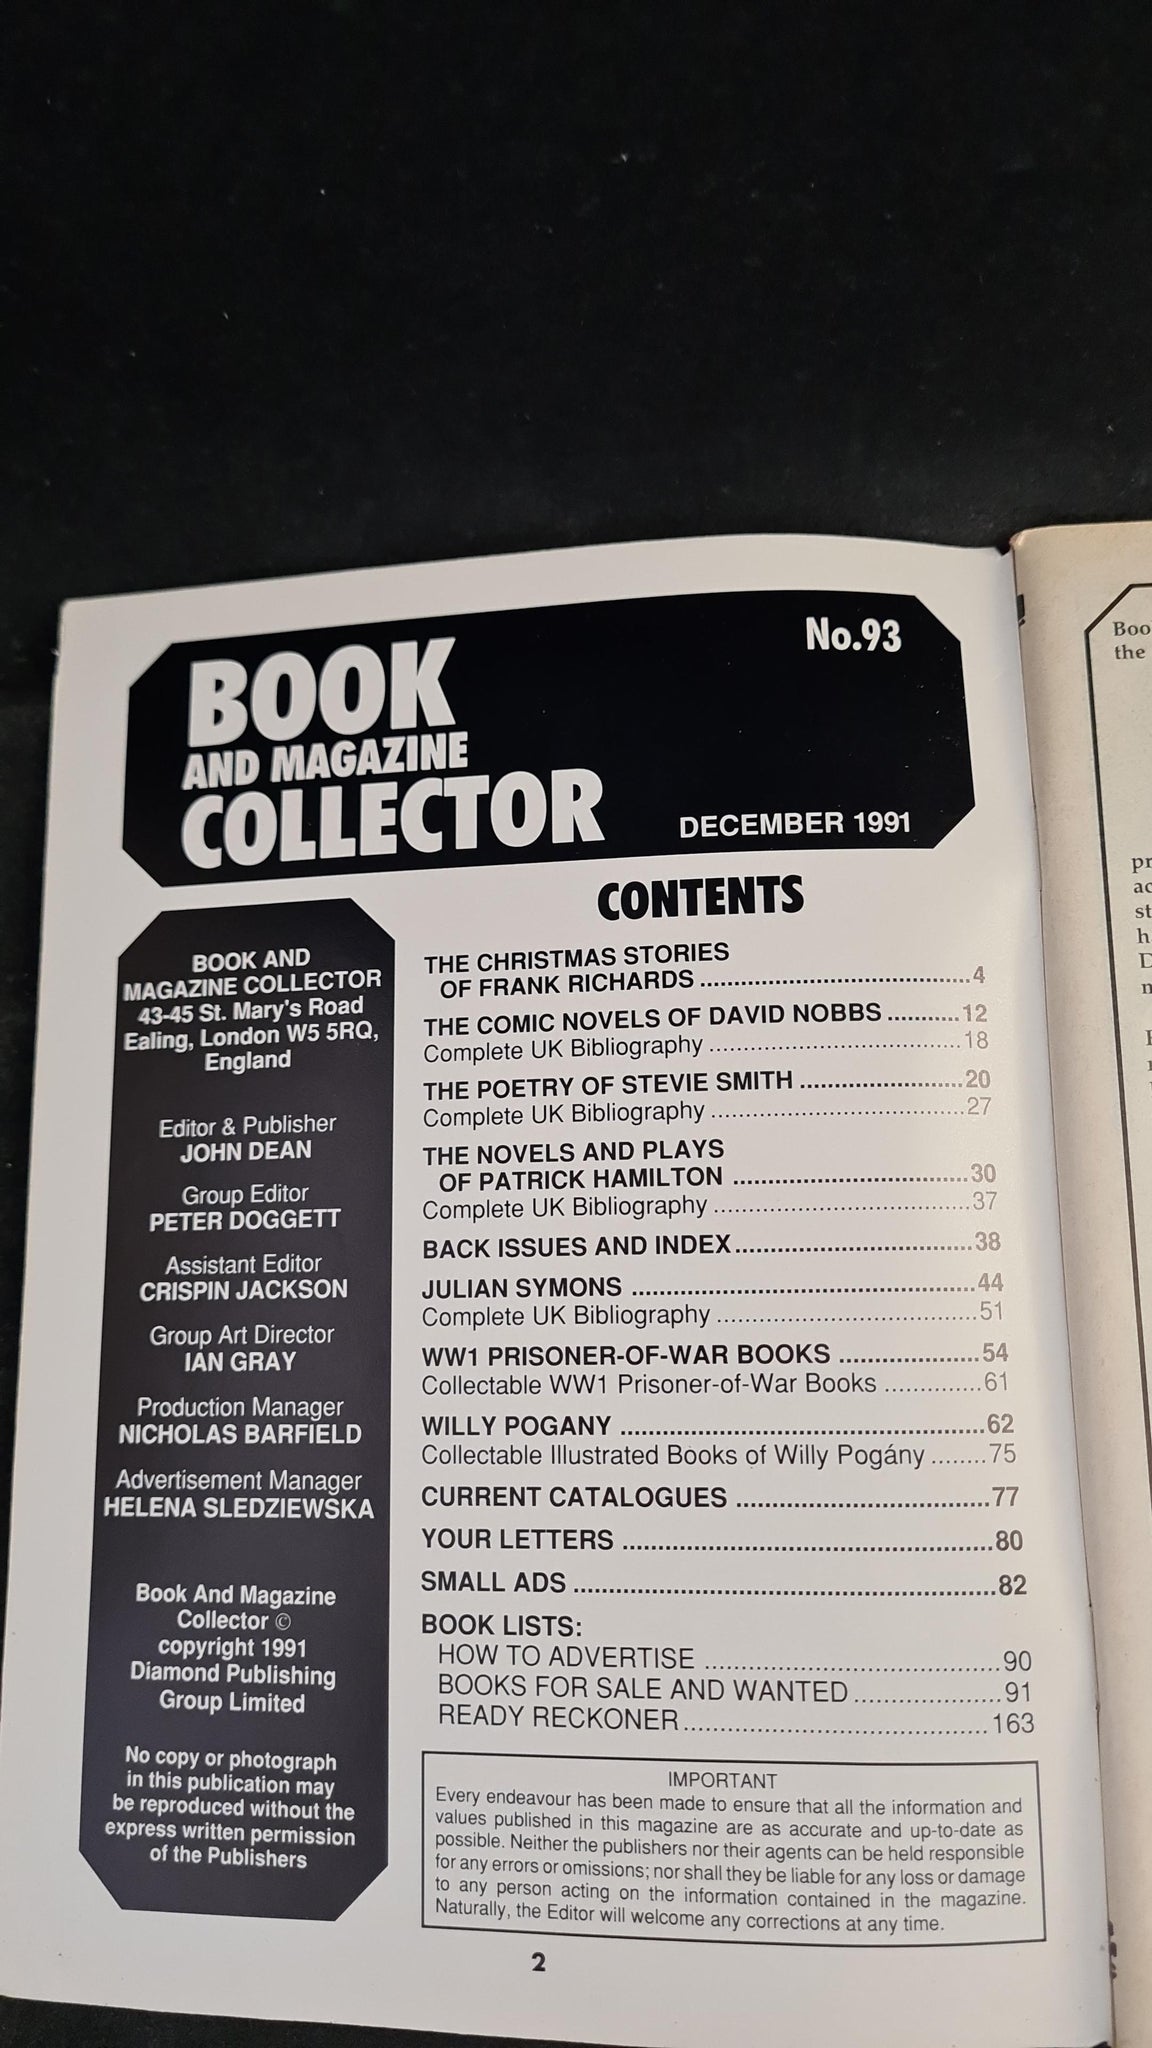 No.93
BOOK
AND MAGAZINE
COLLECTOR
DECEMBER 1991
BOOK AND
MAGAZINE COLLECTOR
43-45 St. Mary's Road
Ealing, London W5 5RQ,
England
Editor & Publisher
JOHN DEAN
Group Editor
PETER DOGGETT
Assistant Editor
CRISPIN JACKSON
Group Art Director
IAN GRAY
Production Manager
NICHOLAS BARFIELD
Advertisement Manager
HELENA SLEDZIEWSKA
Book And Magazine
Collector ©
copyright 1991
Diamond Publishing
Group Limited
No copy or photograph
in this publication may
be reproduced without the
express written permission
of the Publishers
CONTENTS
THE CHRISTMAS STORIES
OF FRANK RICHARDS ..........4
THE COMIC NOVELS OF DAVID NOBBS ..........12
Complete UK Bibliography ..........18
THE POETRY OF STEVIE SMITH ..........20
Complete UK Bibliography ..........27
THE NOVELS AND PLAYS
OF PATRICK HAMILTON ..........30
Complete UK Bibliography ..........37
BACK ISSUES AND INDEX ..........38
JULIAN SYMONS ..........44
Complete UK Bibliography ..........51
WW1 PRISONER-OF-WAR BOOKS ..........54
Collectable WW1 Prisoner-of-War Books ..........61
WILLY POGANY ..........62
Collectable Illustrated Books of Willy Pogány ..........75
CURRENT CATALOGUES ..........77
YOUR LETTERS ..........80
SMALL ADS ..........82
BOOK LISTS:
HOW TO ADVERTISE ..........90
BOOKS FOR SALE AND WANTED ..........91
READY RECKONER ..........163
IMPORTANT
Every endeavour has been made to ensure that all the information and
values published in this magazine are as accurate and up-to-date as
possible. Neither the publishers nor their agents can be held responsible
for any errors or omissions; nor shall they be liable for any loss or damage
to any person acting on the information contained in the magazine.
Naturally, the Editor will welcome any corrections at any time.
2
the